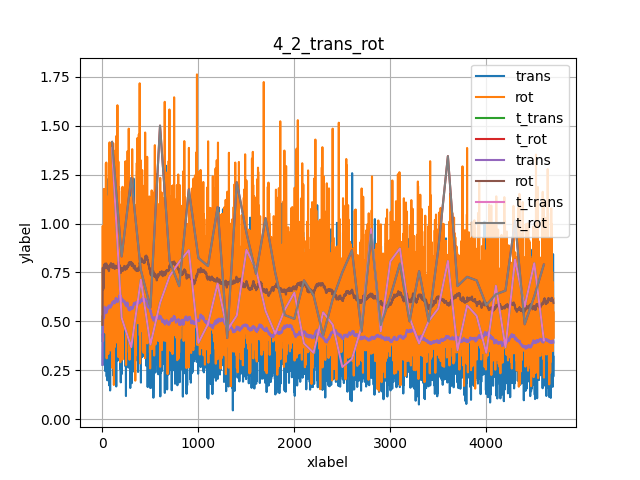 4_2_trans_rot
1.75
1.50
1.25
1.00
0.75
0.50
0.25
0.00
ylabel
0
1000
2000
3000
4000
xlabel
trans
rot
t_trans
t_rot
trans
rot
t_trans
t_rot